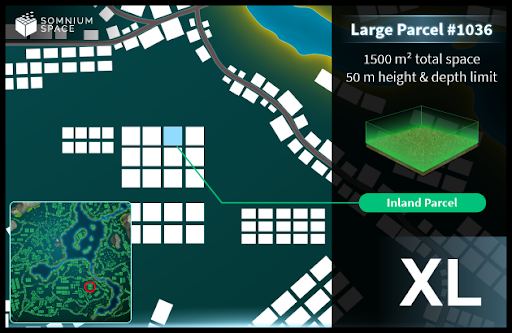 SOMNIUM
SPACE
Large Parcel #1036
1500 m² total space
50 m height & depth limit
Inland Parcel
XL